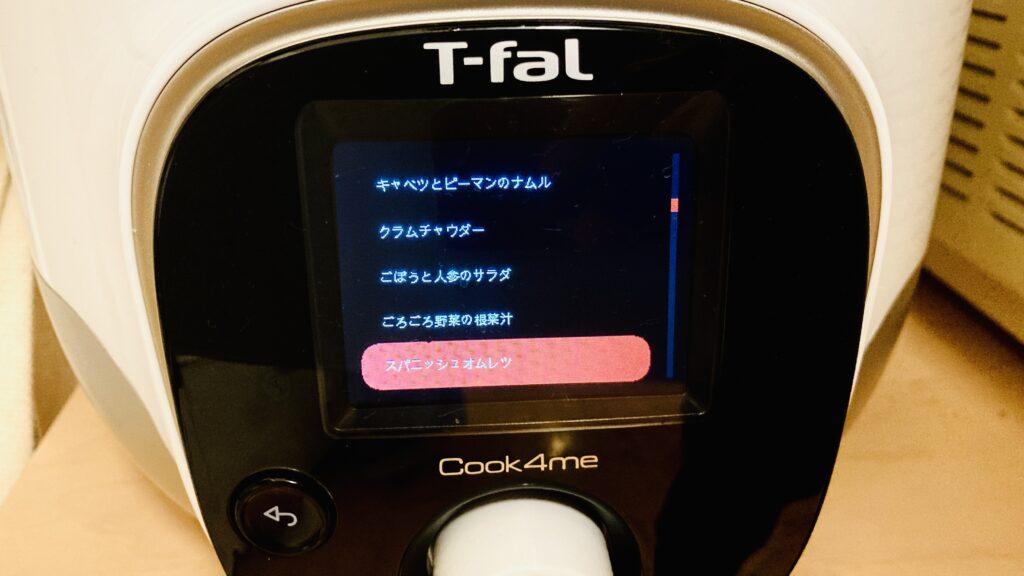 T-fal
キャベツとピーマンのナムル
クラムチャウダー
ごぼうと人参のサラダ
ごろごろ野菜の根菜汁
スパニッシュオムレツ
Cook4me